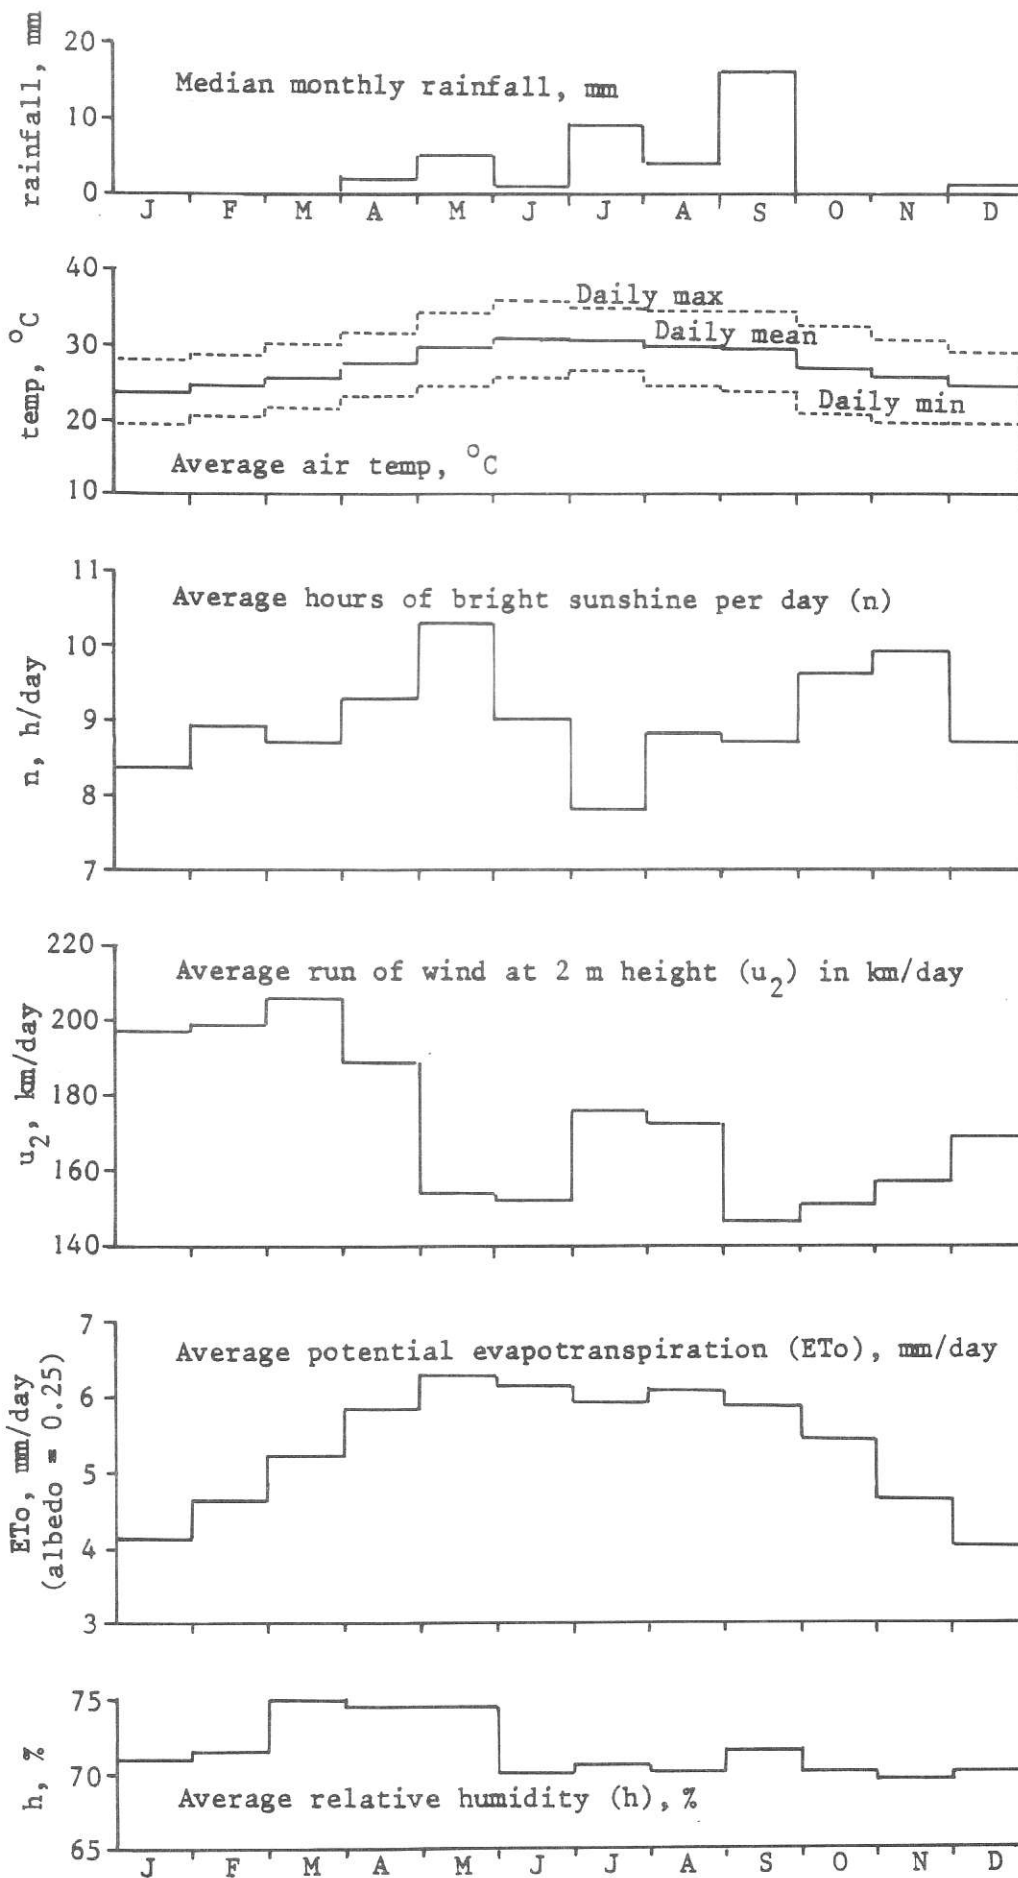 rainfall, mm
20
10
0
Median monthly rainfall, mm
J F M A M J J A S O N D
temp, °C
40
30
20
10
Daily max
Daily mean
Daily min
Average air temp, °C
n, h/day
11
10
9
8
7
Average hours of bright sunshine per day (n)
u₂, km/day
220
200
180
160
140
Average run of wind at 2 m height (u₂) in km/day
ETo, mm/day
(albedo = 0.25)
7
6
5
4
3
Average potential evapotranspiration (ETo), mm/day
h, %
75
70
65
Average relative humidity (h), %
J F M A M J J A S O N D